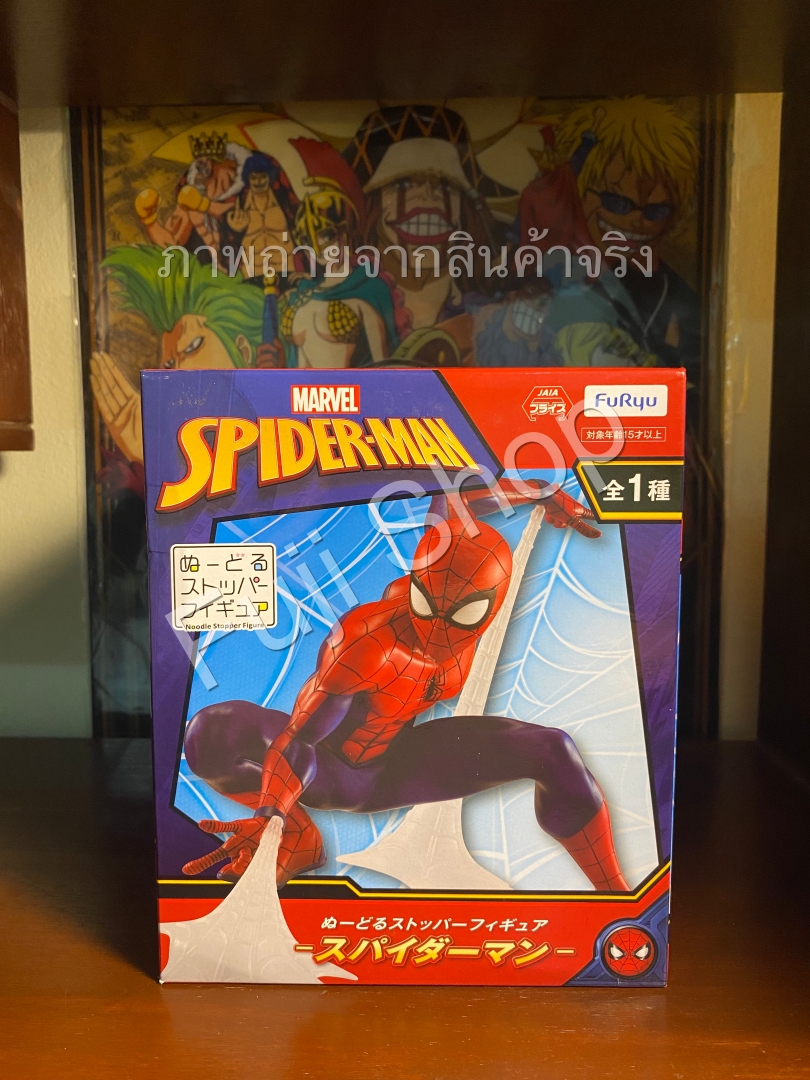 ภาพถ่ายจากสินค้าจริง
MARVEL
SPIDER-MAN
JAIA
プライズ
FuRyu
対象年齢15才以上
全1種
ぬーどる
ストッパー
フィギュア
Noodle Stopper Figure
Fuji Shop
ぬーどるストッパーフィギュア
-スパイダーマン-